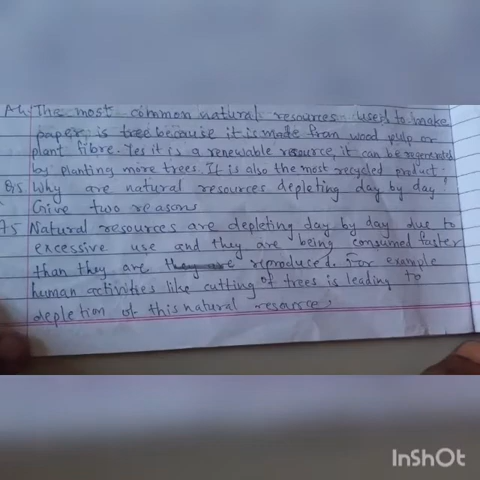 A4. The most common natural resources used to make
paper, is tree because it is made from wood pulp or
plant fibre. Yes it is a renewable resource, it can be regenerated
by planting more trees. It is also the most recycled product.
Q5 Why are natural resources depleting day by day
Give two reasons
A5 Natural resources are depleting day by day due to
excessive use and they are being consumed faster
than they are reproduced. For example
human activities like cutting of trees is leading to
depletion of this natural resource.
InShOt